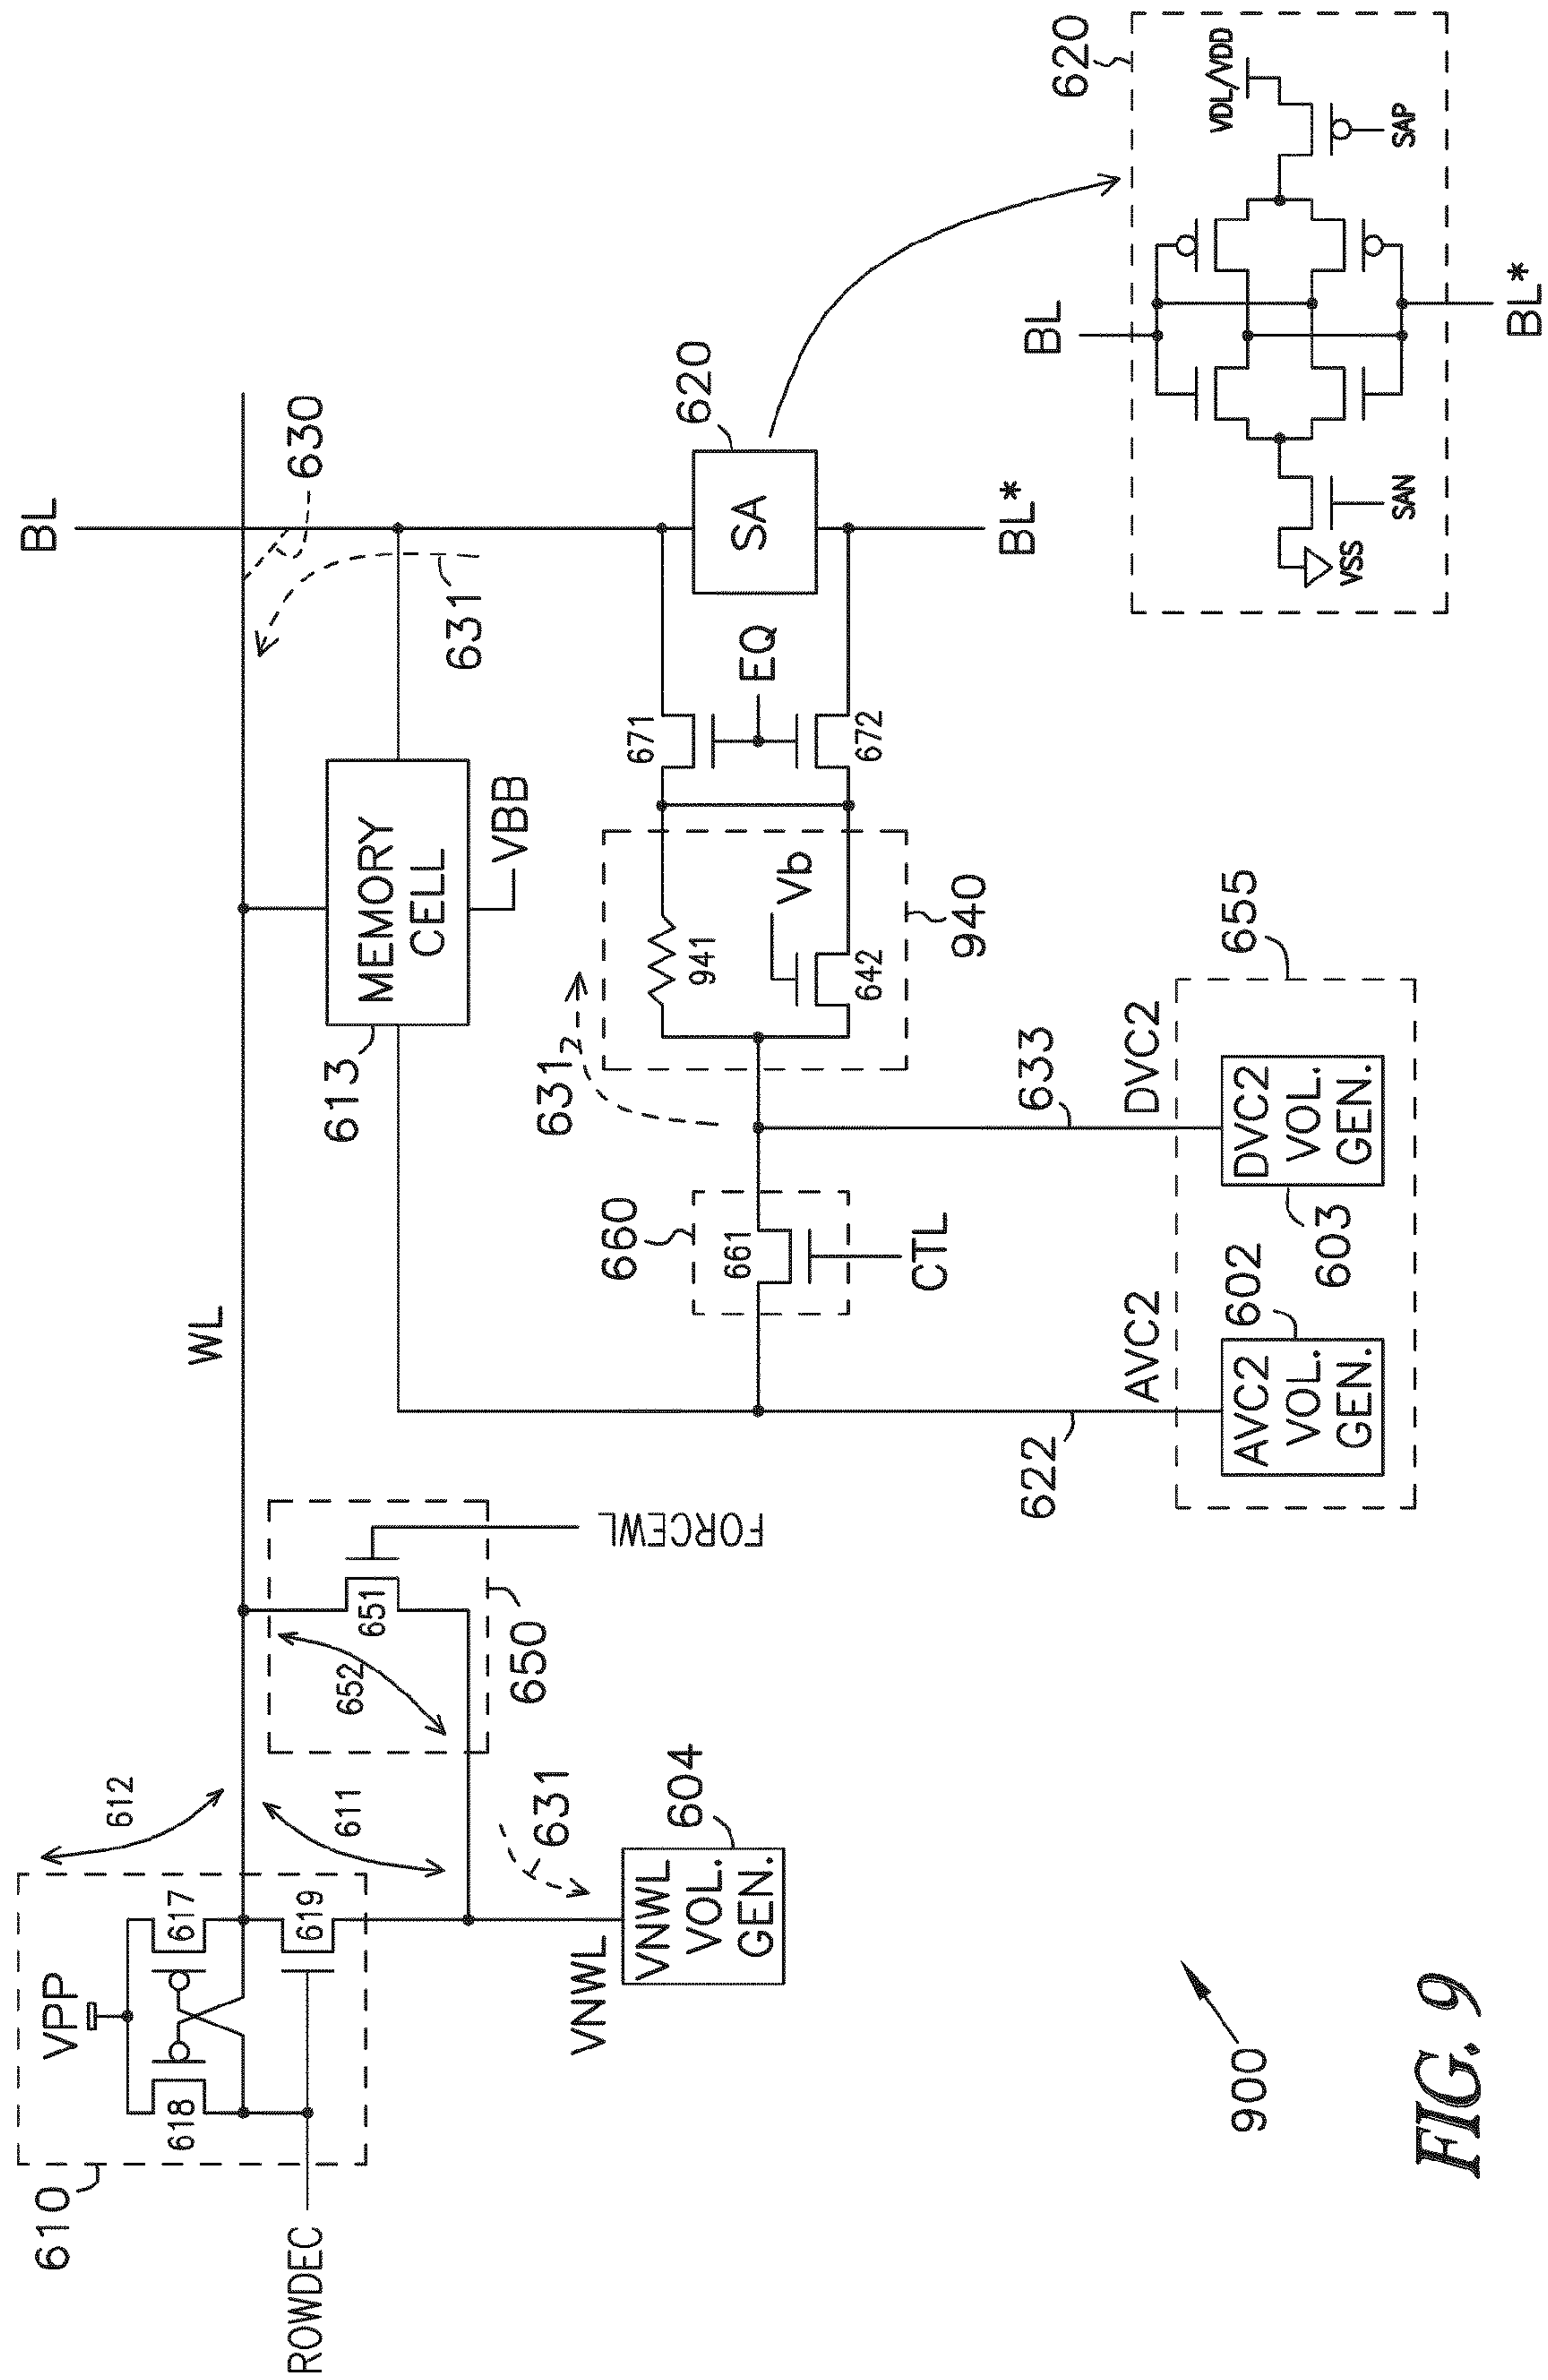 610
VPP
618
617
619
ROWDEC
612
611
VNWL
631
VNWL
VOL.
GEN.
604
652
651
650
FORCEWL
WL
BL
630
631
613
MEMORY
CELL
VBB
620
SA
BL*
671
672
EQ
631₂
941
Vb
642
940
660
661
CTL
622
633
AVC2
DVC2
655
602
AVC2
VOL.
GEN.
603
DVC2
VOL.
GEN.
620
BL
BL*
VDL/VDD
SAP
SAN
VSS
900
FIG. 9